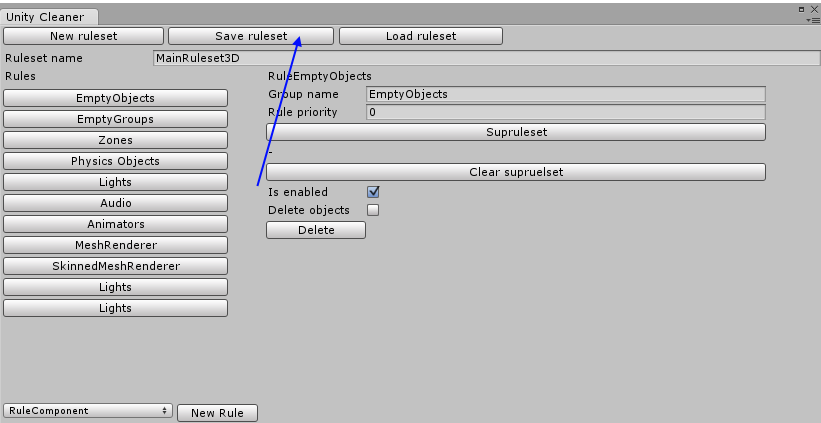 Unity Cleaner
New ruleset Save ruleset Load ruleset
Ruleset name MainRuleset3D
Rules RuleEmptyObjects
EmptyObjects Group name EmptyObjects
EmptyGroups Rule priority 0
Zones Supruleset
Physics Objects -
Lights Clear supruelset
Audio Is enabled
Animators Delete objects
MeshRenderer Delete
SkinnedMeshRenderer
Lights
Lights
RuleComponent New Rule